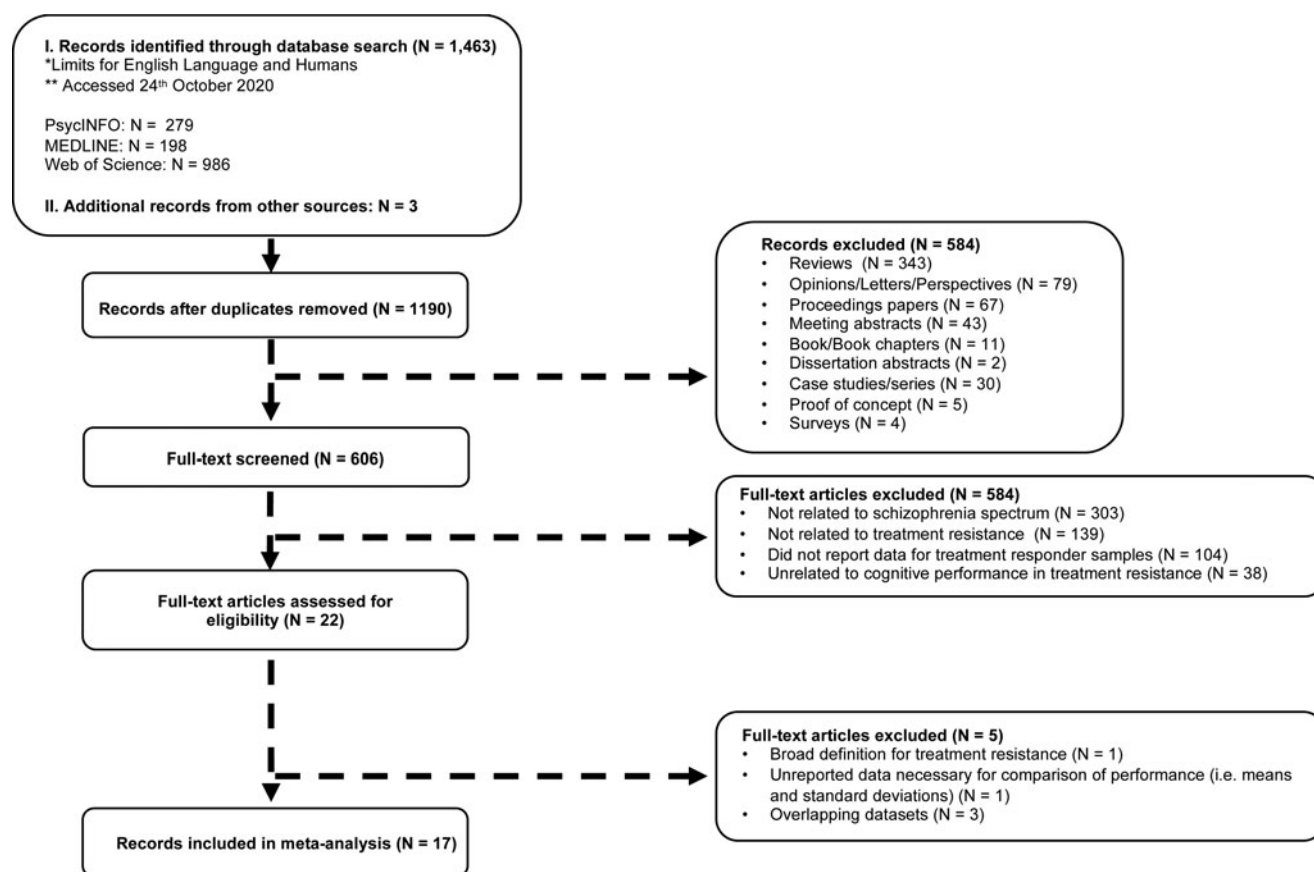 I. Records identified through database search (N = 1,463)
*Limits for English Language and Humans
** Accessed 24th October 2020
PsycINFO: N = 279
MEDLINE: N = 198
Web of Science: N = 986
II. Additional records from other sources: N = 3
Records after duplicates removed (N = 1190)
Records excluded (N = 584)
• Reviews (N = 343)
• Opinions/Letters/Perspectives (N = 79)
• Proceedings papers (N = 67)
• Meeting abstracts (N = 43)
• Book/Book chapters (N = 11)
• Dissertation abstracts (N = 2)
• Case studies/series (N = 30)
• Proof of concept (N = 5)
• Surveys (N = 4)
Full-text screened (N = 606)
Full-text articles excluded (N = 584)
• Not related to schizophrenia spectrum (N = 303)
• Not related to treatment resistance (N = 139)
• Did not report data for treatment responder samples (N = 104)
• Unrelated to cognitive performance in treatment resistance (N = 38)
Full-text articles assessed for
eligibility (N = 22)
Full-text articles excluded (N = 5)
• Broad definition for treatment resistance (N = 1)
• Unreported data necessary for comparison of performance (i.e. means
and standard deviations) (N = 1)
• Overlapping datasets (N = 3)
Records included in meta-analysis (N = 17)